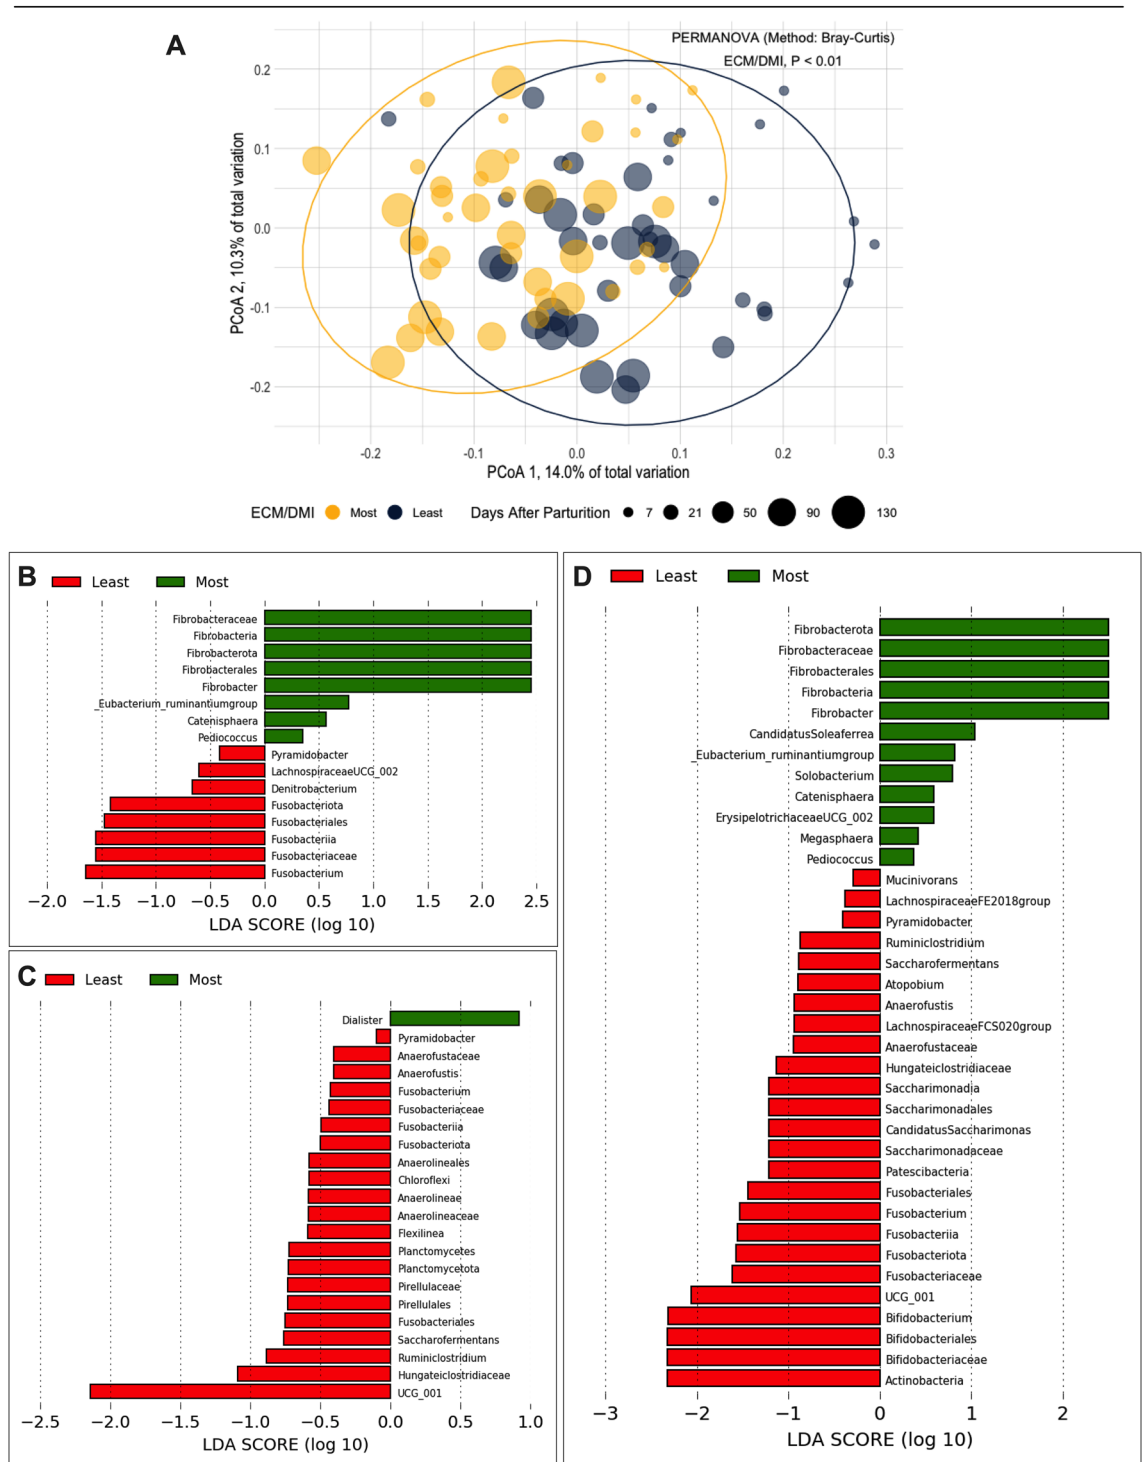 A
PERMANOVA (Method: Bray-Curtis)
ECM/DMI, P < 0.01
0.2
0.1
0.0
-0.1
-0.2
PCoA 2, 10.3% of total variation
-0.2 -0.1 0.0 0.1 0.2 0.3
PCoA 1, 14.0% of total variation
ECM/DMI Most Least Days After Parturition 7 21 50 90 130
B
Least Most
Fibrobacteraceae
Fibrobacteria
Fibrobacterota
Fibrobacterales
Fibrobacter
_Eubacterium_ruminantiumgroup
Catenisphaera
Pediococcus
Pyramidobacter
LachnospiraceaeUCG_002
Denitrobacterium
Fusobacteriota
Fusobacteriales
Fusobacteriia
Fusobacteriaceae
Fusobacterium
−2.0 −1.5 −1.0 −0.5 0.0 0.5 1.0 1.5 2.0 2.5
LDA SCORE (log 10)
C
Least Most
Dialister
Pyramidobacter
Anaerofustaceae
Anaerofustis
Fusobacterium
Fusobacteriaceae
Fusobacteriia
Fusobacteriota
Anaerolineales
Chloroflexi
Anaerolineae
Anaerolineaceae
Flexilinea
Planctomycetes
Planctomycetota
Pirellulaceae
Pirellulales
Fusobacteriales
Saccharofermentans
Ruminiclostridium
Hungateiclostridiaceae
UCG_001
−2.5 −2.0 −1.5 −1.0 −0.5 0.0 0.5 1.0
LDA SCORE (log 10)
D
Least Most
Fibrobacterota
Fibrobacteraceae
Fibrobacterales
Fibrobacteria
Fibrobacter
CandidatusSoleaferrea
_Eubacterium_ruminantiumgroup
Solobacterium
Catenisphaera
ErysipelotrichaceaeUCG_002
Megasphaera
Pediococcus
Mucinivorans
LachnospiraceaeFE2018group
Pyramidobacter
Ruminiclostridium
Saccharofermentans
Atopobium
Anaerofustis
LachnospiraceaeFCS020group
Anaerofustaceae
Hungateiclostridiaceae
Saccharimonadia
Saccharimonadales
CandidatusSaccharimonas
Saccharimonadaceae
Patescibacteria
Fusobacteriales
Fusobacterium
Fusobacteriia
Fusobacteriota
Fusobacteriaceae
UCG_001
Bifidobacterium
Bifidobacteriales
Bifidobacteriaceae
Actinobacteria
−3 −2 −1 0 1 2
LDA SCORE (log 10)